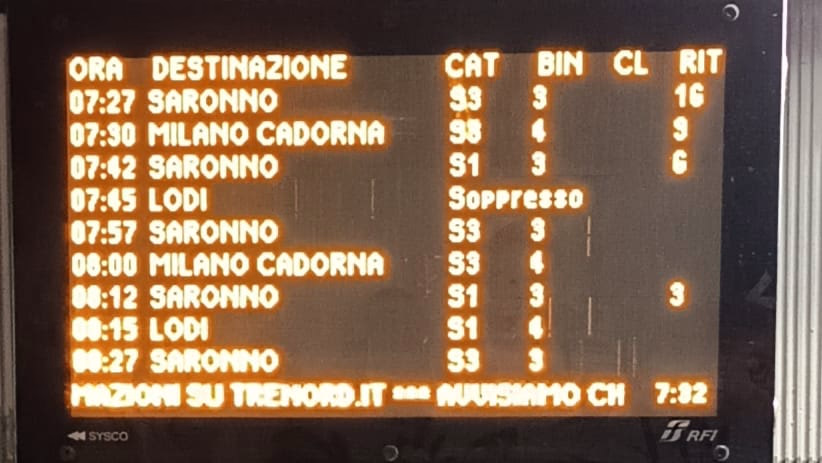 ORA DESTINAZIONE CAT BIN CL RIT
07:27 SARONNO S3 3 16
07:30 MILANO CADORNA S3 4 9
07:42 SARONNO S1 3 6
07:45 LODI Soppresso
07:57 SARONNO S3 3
08:00 MILANO CADORNA S3 4
08:12 SARONNO S1 3 3
08:15 LODI S1 4
08:27 SARONNO S3 3
MAZIONI SU TRENORD.IT *** AVVISIAMO CH 7:32
SYSCO RFI